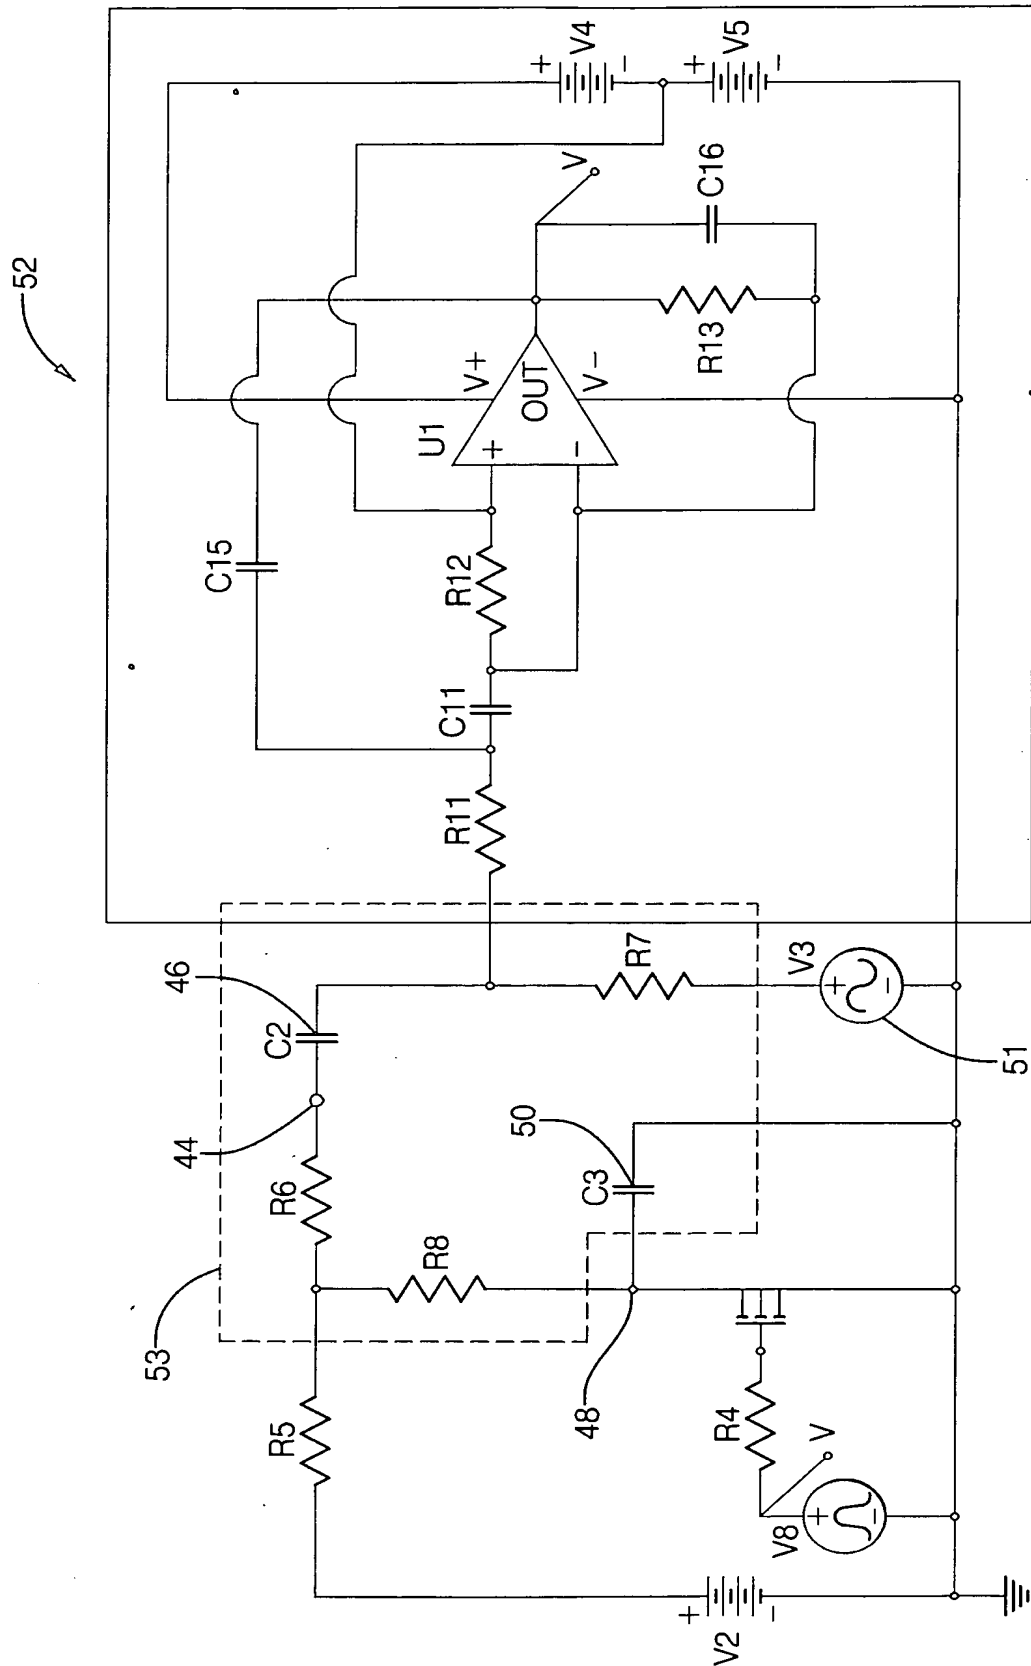 52
V4
+
-
V5
+
-
V
C16
C15
U1
V+
OUT
V-
+
-
R13
R12
C11
R11
46
C2
44
R6
53
R8
50
C3
R7
V3
+
-
51
R5
48
R4
V
V8
+
-
V2
+
-